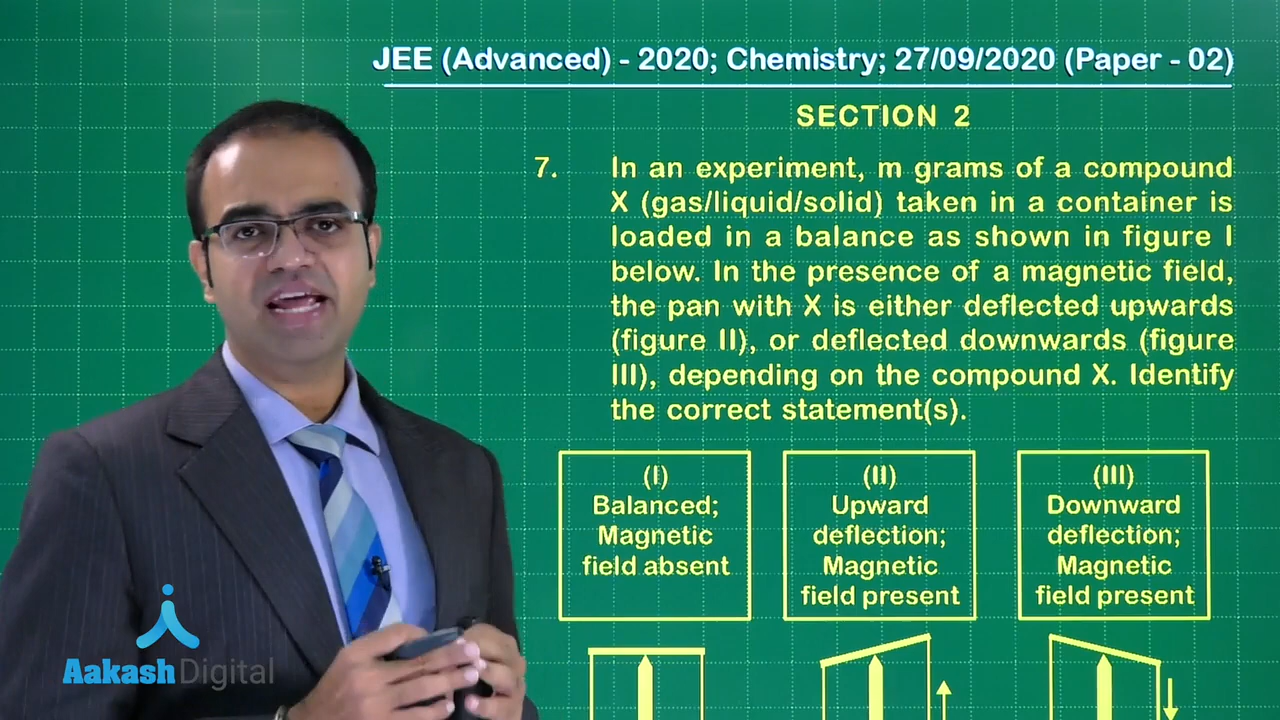 JEE (Advanced) - 2020; Chemistry; 27/09/2020 (Paper - 02)
SECTION 2
7. In an experiment, m grams of a compound
X (gas/liquid/solid) taken in a container is
loaded in a balance as shown in figure I
below. In the presence of a magnetic field,
the pan with X is either deflected upwards
(figure II), or deflected downwards (figure
III), depending on the compound X. Identify
the correct statement(s).
(I)
Balanced;
Magnetic
field absent
(II)
Upward
deflection;
Magnetic
field present
(III)
Downward
deflection;
Magnetic
field present
Aakash Digital